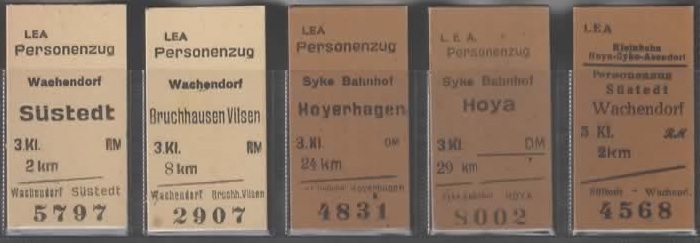 LEA
Personenzug
Wachendorf
Süstedt
3.Kl. RM
2 km
Wachendorf Süstedt
5797
LEA
Personenzug
Wachendorf
Bruchhausen Vilsen
3.Kl. RM
8 km
Wachendorf Bruchh.Vilsen
2907
LEA
Personenzug
Syke Bahnhof
Hoyerhagen
3.Kl. DM
24 km
Hoyerhagen
4831
L.E.A.
Personenzug
Syke Bahnhof
Hoya
3.Kl. DM
29 km
Syke Bahnhof HOYA
8002
LEA
Kleinbahn
Hoya-Syke-Asendorf
Personenzug
Süstedt
Wachendorf
3 Kl. RM
2km
Süstedt - Wachend.
4568